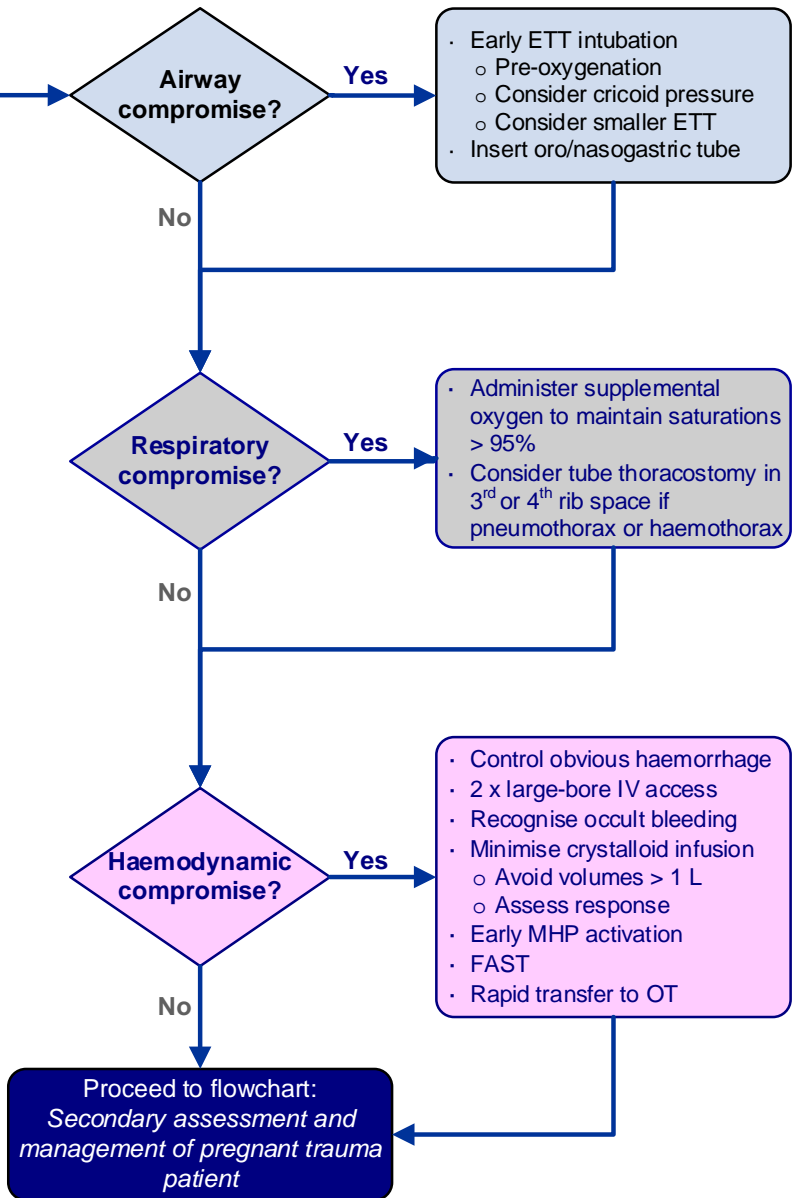 Airway
compromise?
Yes
· Early ETT intubation
o Pre-oxygenation
o Consider cricoid pressure
o Consider smaller ETT
· Insert oro/nasogastric tube
No
Respiratory
compromise?
Yes
· Administer supplemental
oxygen to maintain saturations
> 95%
· Consider tube thoracostomy in
3rd or 4th rib space if
pneumothorax or haemothorax
No
Haemodynamic
compromise?
Yes
· Control obvious haemorrhage
· 2 x large-bore IV access
· Recognise occult bleeding
· Minimise crystalloid infusion
o Avoid volumes > 1 L
o Assess response
· Early MHP activation
· FAST
· Rapid transfer to OT
No
Proceed to flowchart:
Secondary assessment and
management of pregnant trauma
patient